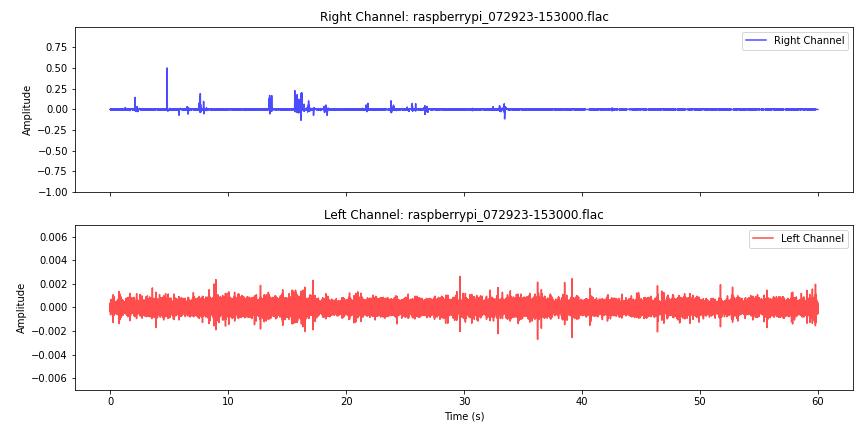 Right Channel: raspberrypi_072923-153000.flac
Right Channel
Amplitude
0.75
0.50
0.25
0.00
−0.25
−0.50
−0.75
−1.00
Left Channel: raspberrypi_072923-153000.flac
Left Channel
Amplitude
0.006
0.004
0.002
0.000
−0.002
−0.004
−0.006
0 10 20 30 40 50 60
Time (s)